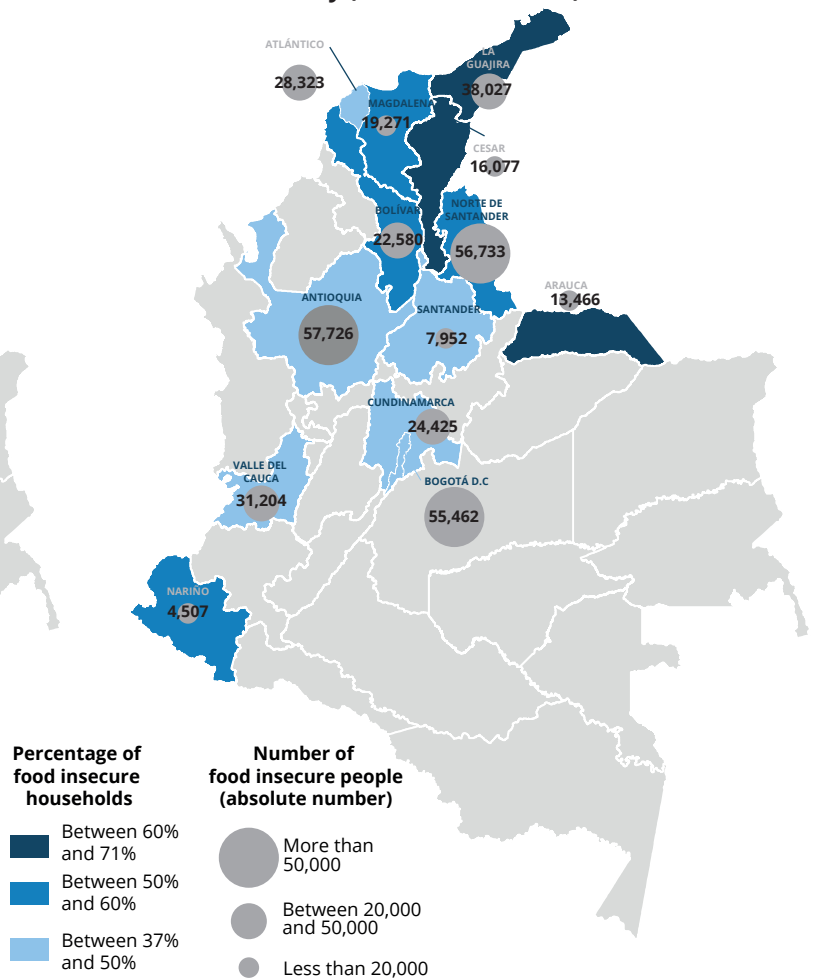 ATLÁNTICO
28,323
LA
GUAJIRA
38,027
MAGDALENA
19,271
CESAR
16,077
BOLÍVAR
22,580
NORTE DE
SANTANDER
56,733
ARAUCA
13,466
ANTIOQUIA
57,726
SANTANDER
7,952
CUNDINAMARCA
24,425
VALLE DEL
CAUCA
31,204
BOGOTÁ D.C
55,462
NARIÑO
4,507
Percentage of
food insecure
households
Between 60%
and 71%
Between 50%
and 60%
Between 37%
and 50%
Number of
food insecure people
(absolute number)
More than
50,000
Between 20,000
and 50,000
Less than 20,000